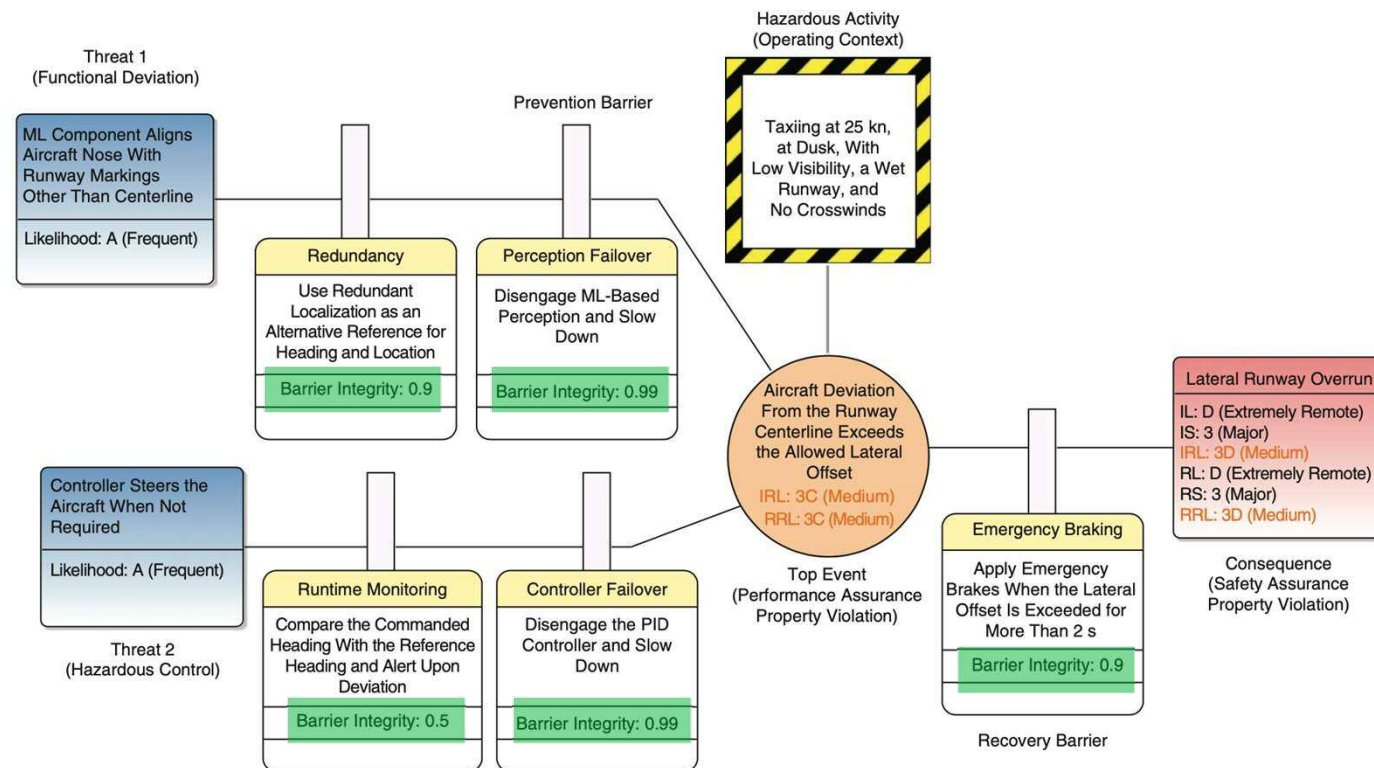 Hazardous Activity
(Operating Context)
Threat 1
(Functional Deviation)
Prevention Barrier
ML Component Aligns
Aircraft Nose With
Runway Markings
Other Than Centerline
Likelihood: A (Frequent)
Taxiing at 25 kn,
at Dusk, With
Low Visibility, a Wet
Runway, and
No Crosswinds
Redundancy
Use Redundant
Localization as an
Alternative Reference for
Heading and Location
Barrier Integrity: 0.9
Perception Failover
Disengage ML-Based
Perception and Slow
Down
Barrier Integrity: 0.99
Aircraft Deviation
From the Runway
Centerline Exceeds
the Allowed Lateral
Offset
IRL: 3C (Medium)
RRL: 3C (Medium)
Top Event
(Performance Assurance
Property Violation)
Lateral Runway Overrun
IL: D (Extremely Remote)
IS: 3 (Major)
IRL: 3D (Medium)
RL: D (Extremely Remote)
RS: 3 (Major)
RRL: 3D (Medium)
Consequence
(Safety Assurance
Property Violation)
Controller Steers the
Aircraft When Not
Required
Likelihood: A (Frequent)
Threat 2
(Hazardous Control)
Runtime Monitoring
Compare the Commanded
Heading With the Reference
Heading and Alert Upon
Deviation
Barrier Integrity: 0.5
Controller Failover
Disengage the PID
Controller and Slow
Down
Barrier Integrity: 0.99
Emergency Braking
Apply Emergency
Brakes When the Lateral
Offset Is Exceeded for
More Than 2 s
Barrier Integrity: 0.9
Recovery Barrier